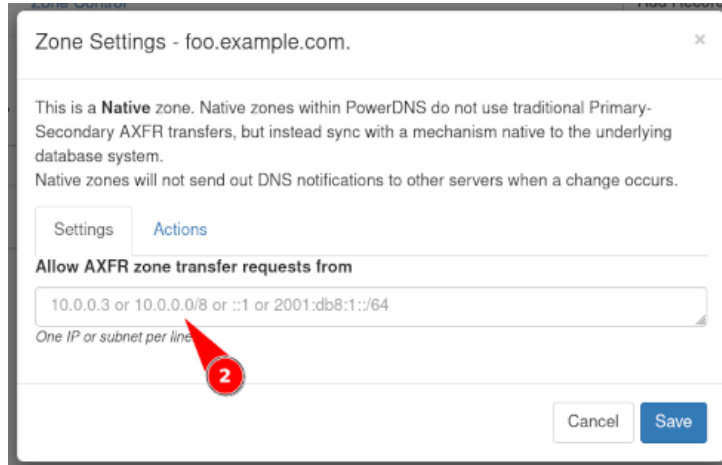 Zone Control
Add Record
Zone Settings - foo.example.com.
×
This is a Native zone. Native zones within PowerDNS do not use traditional Primary-
Secondary AXFR transfers, but instead sync with a mechanism native to the underlying
database system.
Native zones will not send out DNS notifications to other servers when a change occurs.
Settings
Actions
Allow AXFR zone transfer requests from
10.0.0.3 or 10.0.0.0/8 or ::1 or 2001:db8:1::/64
One IP or subnet per line
2
Cancel
Save